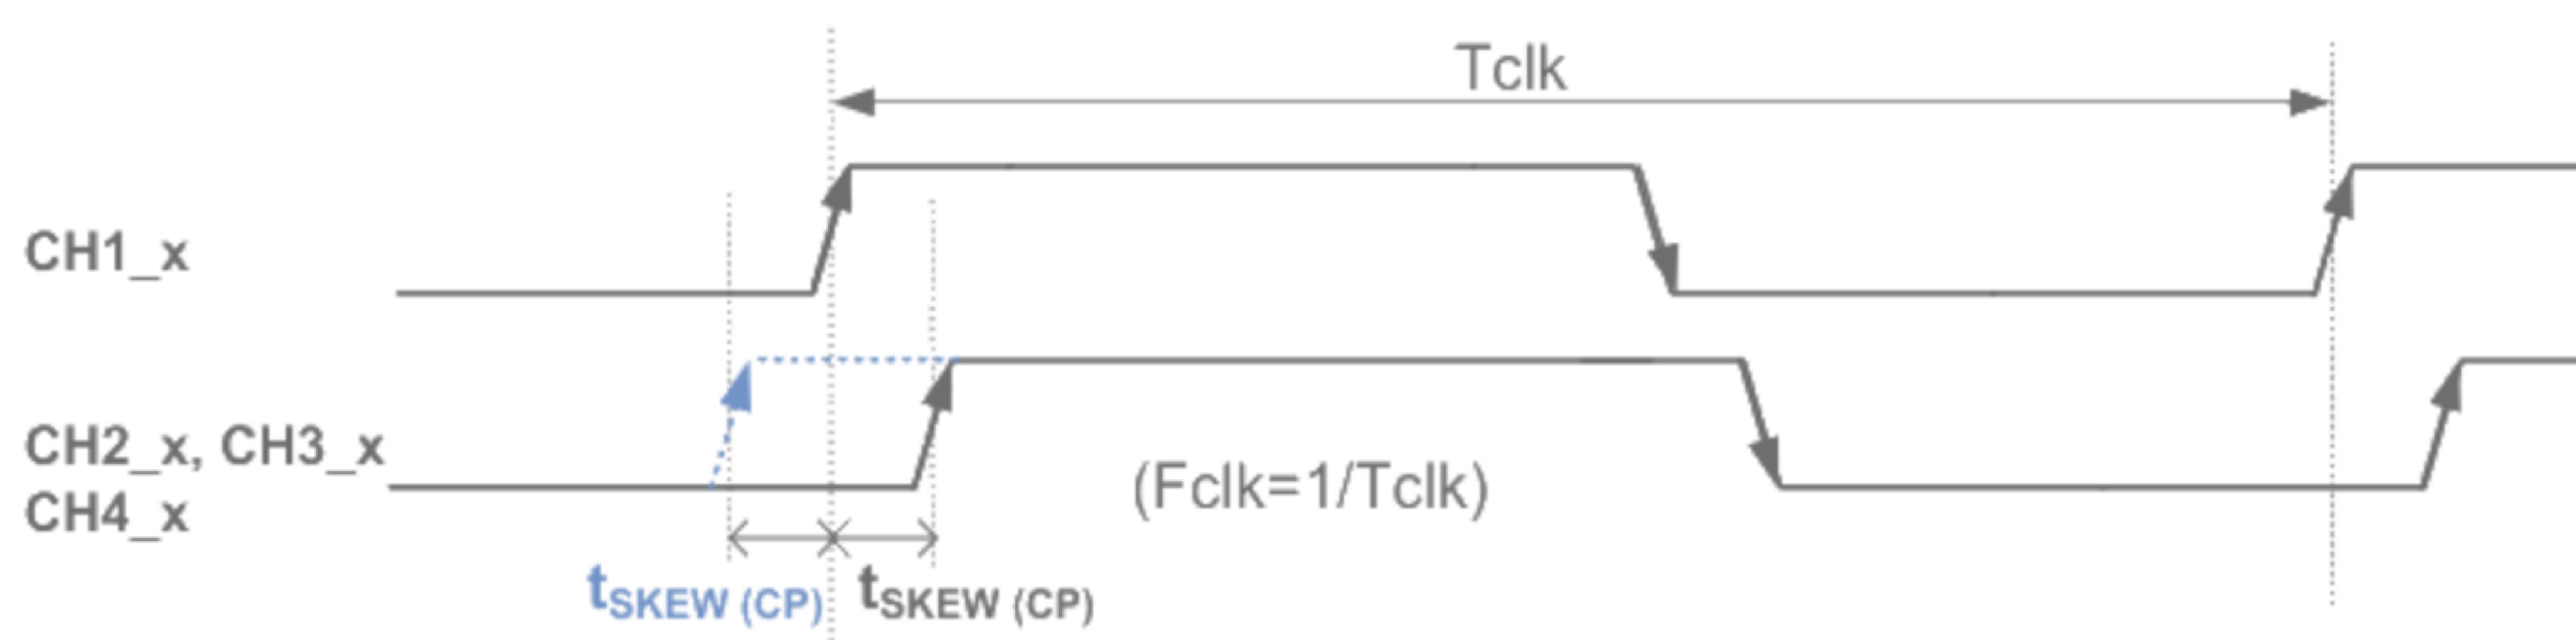 Tclk
CH1_x
CH2_x, CH3_x
CH4_x
(Fclk=1/Tclk)
tSKEW (CP) tSKEW (CP)